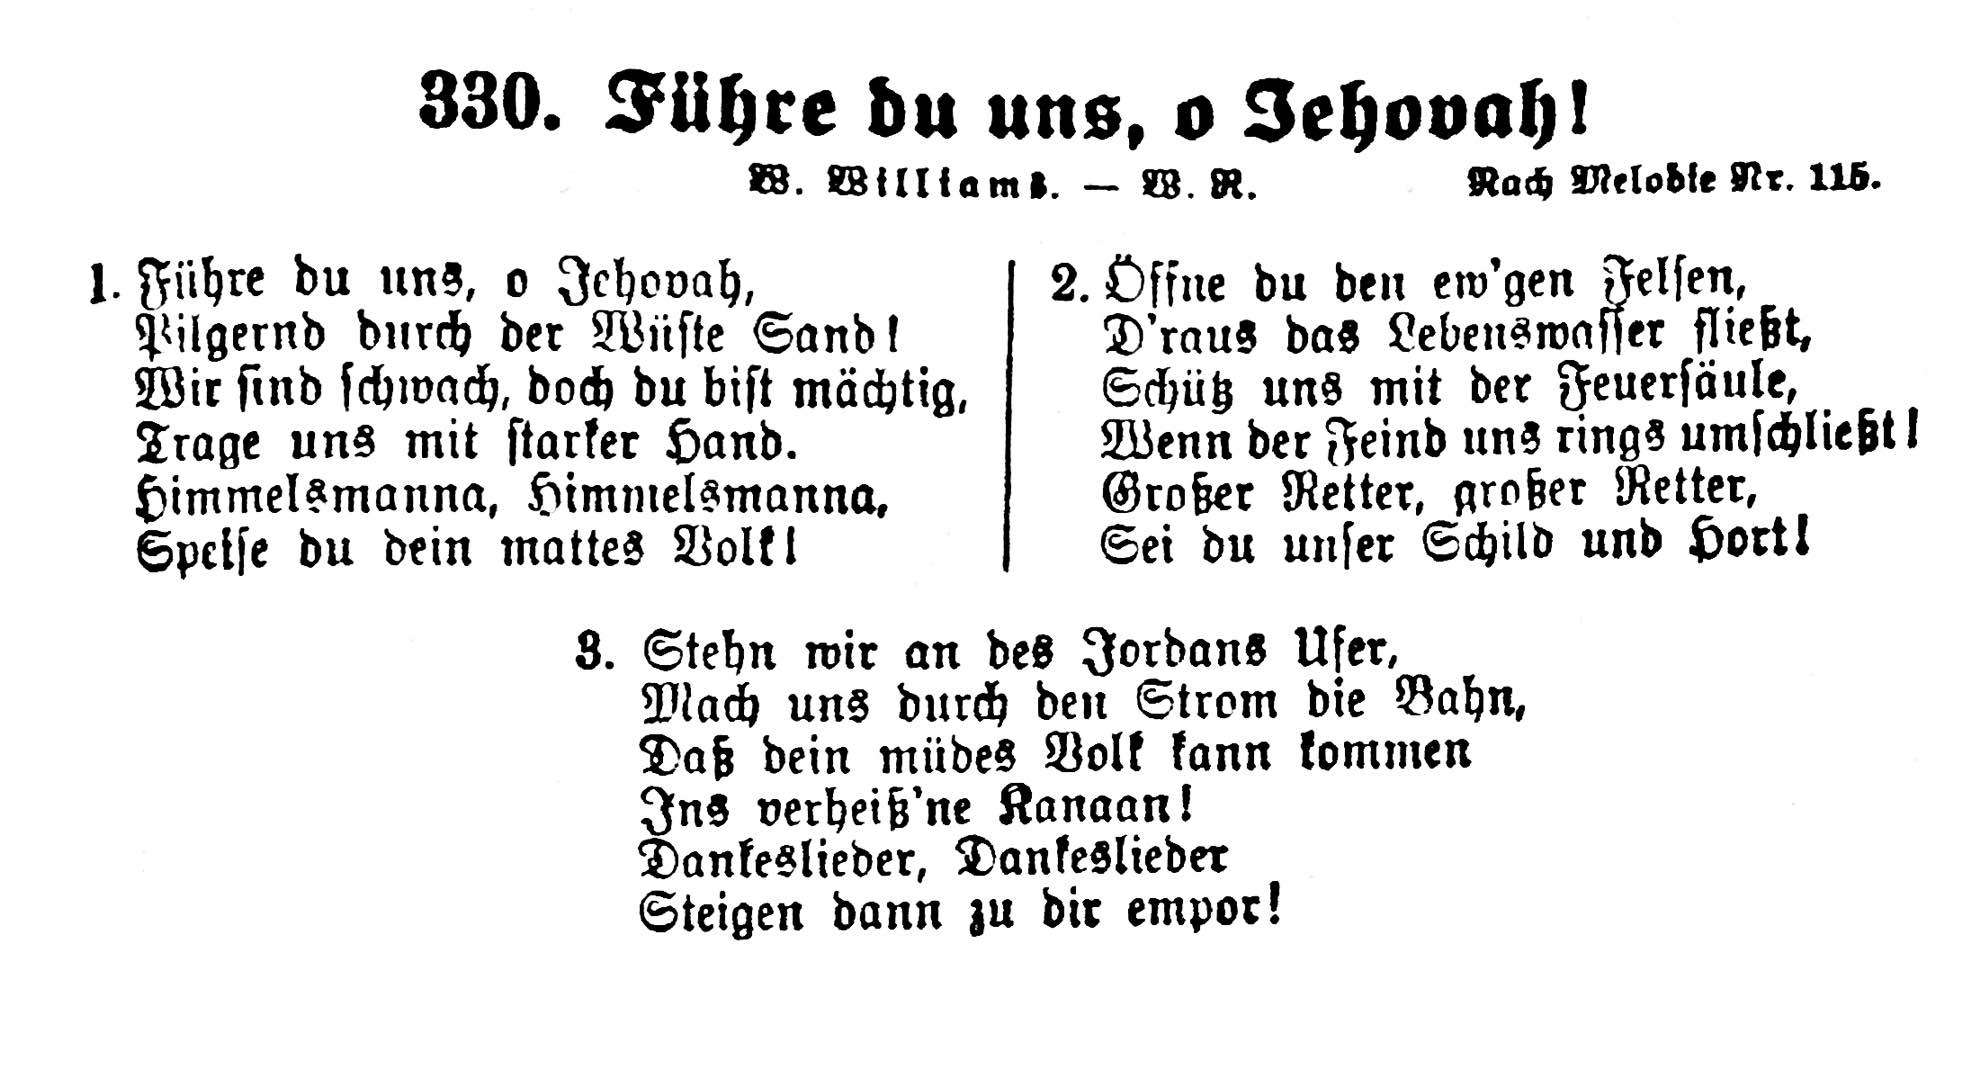 330. Führe du uns, o Jehovah!
W. Williams. — W. R. Nach Melodie Nr. 115.
1. Führe du uns, o Jehovah,
Pilgernd durch der Wüste Sand!
Wir sind schwach, doch du bist mächtig,
Trage uns mit starker Hand.
Himmelsmanna, Himmelsmanna,
Speise du dein mattes Volk!
2. Öffne du den ew'gen Felsen,
D'raus das Lebenswasser fließt,
Schütz uns mit der Feuersäule,
Wenn der Feind uns rings umschließt!
Großer Retter, großer Retter,
Sei du unser Schild und Hort!
3. Stehn wir an des Jordans Ufer,
Mach uns durch den Strom die Bahn,
Daß dein müdes Volk kann kommen
Ins verheiß'ne Kanaan!
Dankeslieder, Dankeslieder
Steigen dann zu dir empor!